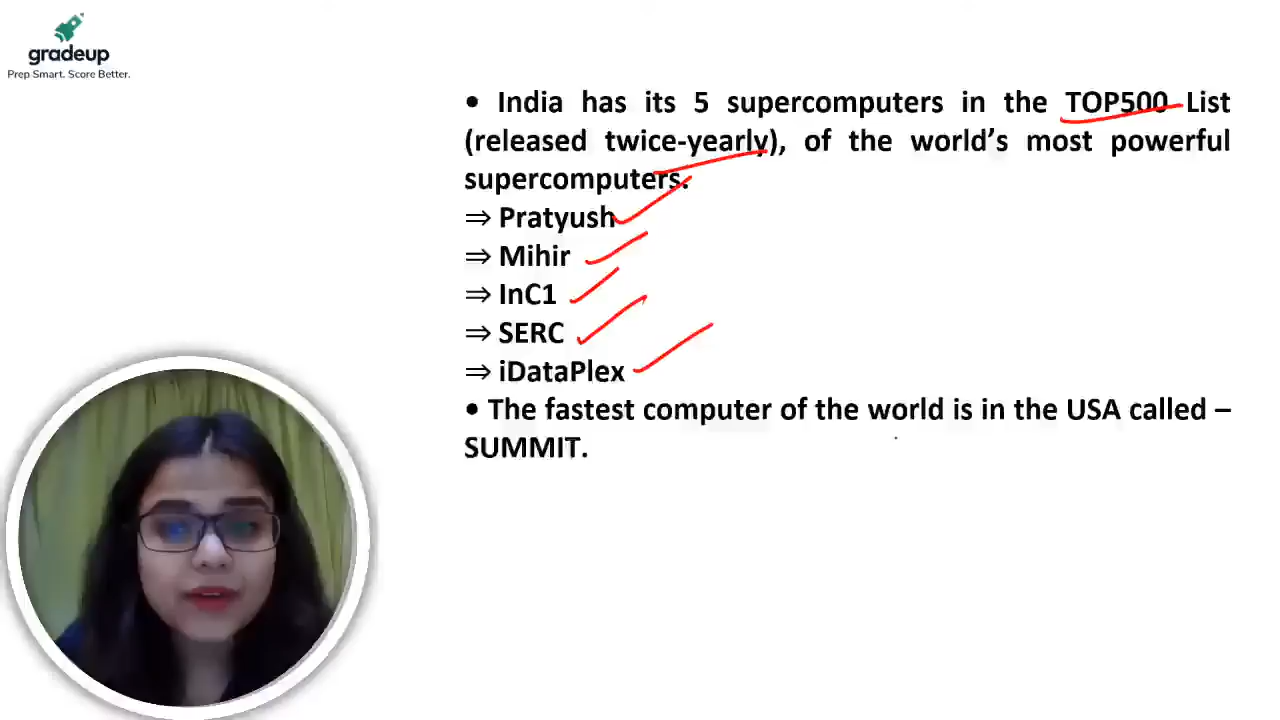 gradeup
Prep Smart. Score Better.
• India has its 5 supercomputers in the TOP500 List
(released twice-yearly), of the world’s most powerful
supercomputers.
⇒ Pratyush
⇒ Mihir
⇒ InC1
⇒ SERC
⇒ iDataPlex
• The fastest computer of the world is in the USA called –
SUMMIT.